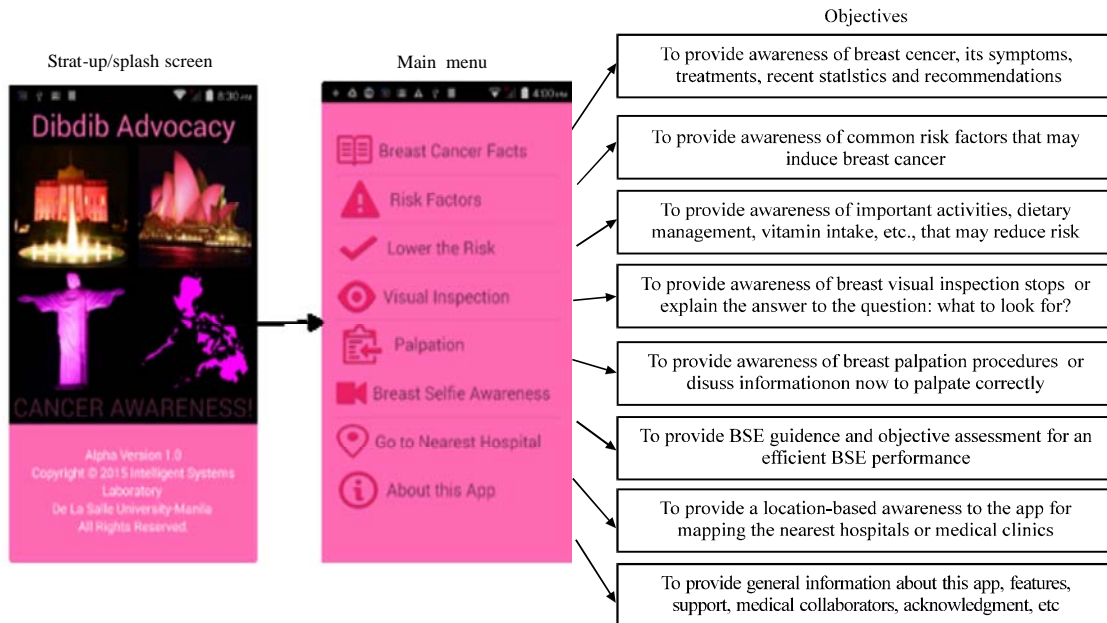 Strat-up/splash screen
8:30PM
Dibdib Advocacy
CANCER AWARENESS!
Alpha Version 1.0
Copyright © 2015 Intelligent Systems
Laboratory
De La Salle University-Manila
All Rights Reserved
Main menu
4:00PM
Breast Cancer Facts
Risk Factors
Lower the Risk
Visual Inspection
Palpation
Breast Selfie Awareness
Go to Nearest Hospital
About this App
Objectives
To provide awareness of breast cencer, its symptoms,
treatments, recent statlstics and recommendations
To provide awareness of common risk factors that may
induce breast cancer
To provide awareness of important activities, dietary
management, vitamin intake, etc., that may reduce risk
To provide awareness of breast visual inspection stops or
explain the answer to the question: what to look for?
To provide awareness of breast palpation procedures or
disuss informationon now to palpate correctly
To provide BSE guidence and objective assessment for an
efficient BSE performance
To provide a location-based awareness to the app for
mapping the nearest hospitals or medical clinics
To provide general information about this app, features,
support, medical collaborators, acknowledgment, etc